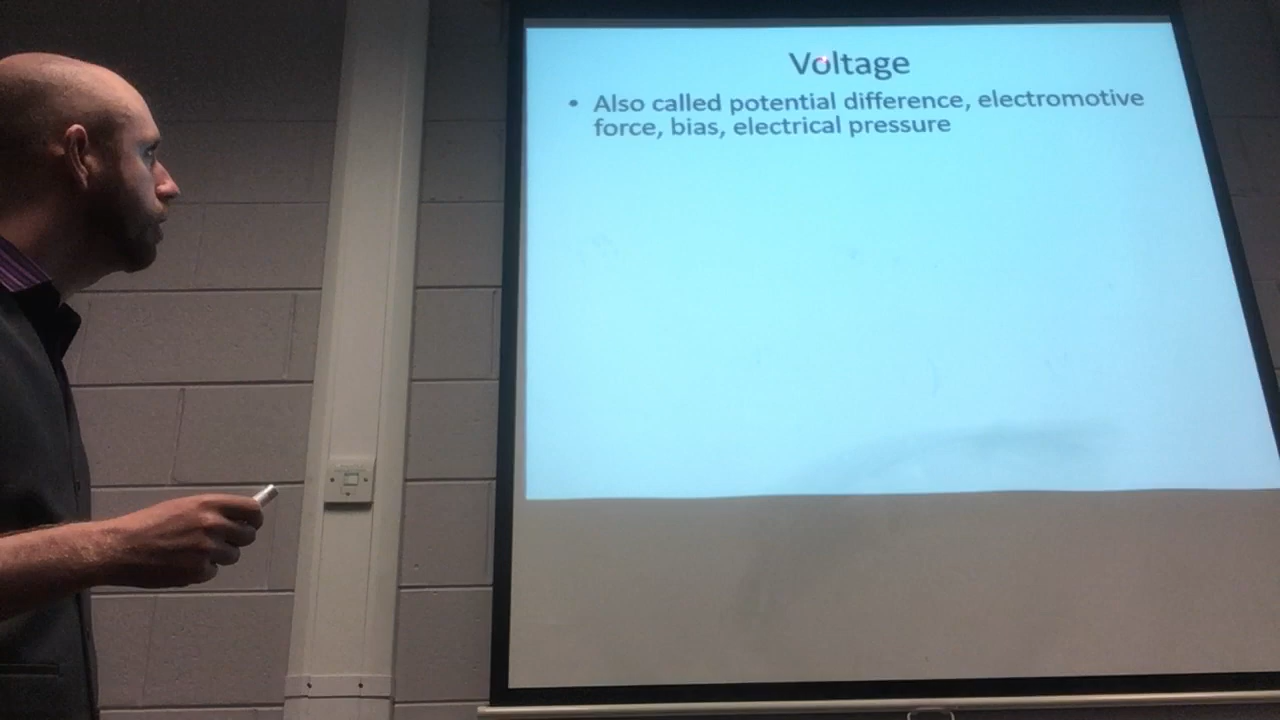 Voltage
• Also called potential difference, electromotive
force, bias, electrical pressure